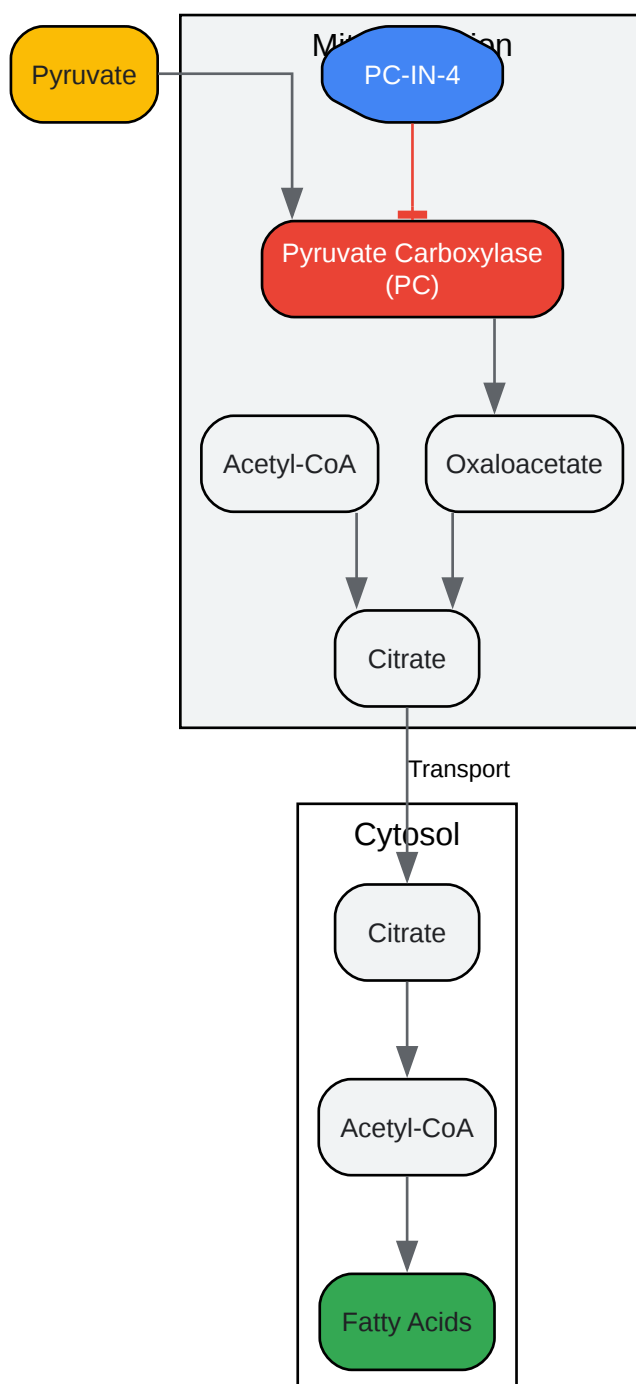 Pyruvate
PC-IN-4
Pyruvate Carboxylase
(PC)
Acetyl-CoA
Oxaloacetate
Citrate
Transport
Cytosol
Citrate
Acetyl-CoA
Fatty Acids